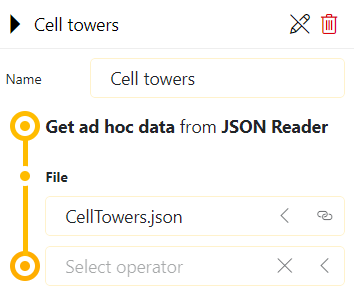 Cell towers
Name
Cell towers
Get ad hoc data from JSON Reader
File
CellTowers.json
Select operator